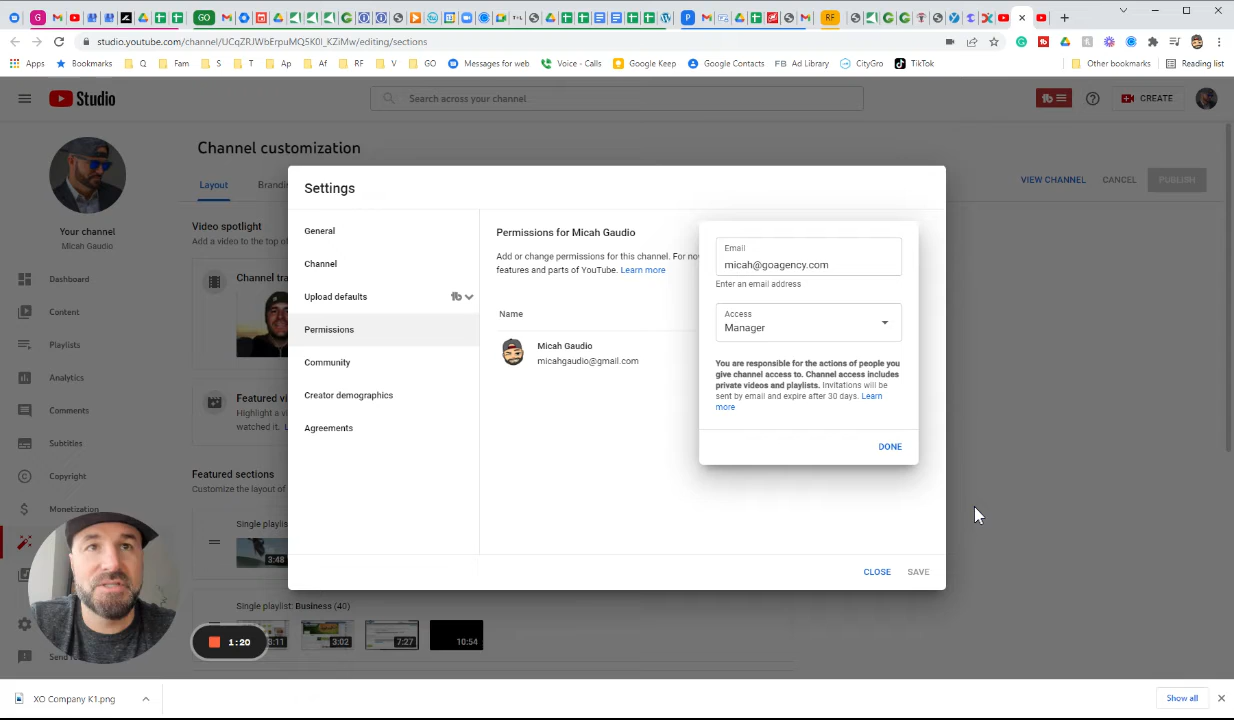 GO
P
RF
studio.youtube.com/channel/UCqZRJWbErpuMQ5K0l_KZiMw/editing/sections
Apps
Bookmarks
Q
Fam
S
T
Ap
Af
RF
V
GO
Messages for web
Voice - Calls
Google Keep
Google Contacts
FB Ad Library
CityGro
TikTok
Other bookmarks
Reading list
Studio
Search across your channel
CREATE
Channel customization
Layout
VIEW CHANNEL
CANCEL
PUBLISH
Your channel
Micah Gaudio
Dashboard
Content
Playlists
Analytics
Comments
Subtitles
Copyright
Monetization
Video spotlight
Add a video to the top of
Channel
Featured
Highlight a
watched it.
Featured sections
Customize the layout of
Single playlist
3:48
Single playlist: Business (40)
3:02
7:27
10:54
Settings
General
Channel
Upload defaults
Permissions
Community
Creator demographics
Agreements
Permissions for Micah Gaudio
Add or change permissions for this channel. For
features and parts of YouTube. Learn more
Name
Micah Gaudio
micahgaudio@gmail.com
Email
micah@goagency.com
Enter an email address
Access
Manager
You are responsible for the actions of people you
give channel access to. Channel access includes
private videos and playlists. Invitations will be
sent by email and expire after 30 days. Learn
more
DONE
CLOSE
SAVE
1:20
XO Company K1.png
Show all